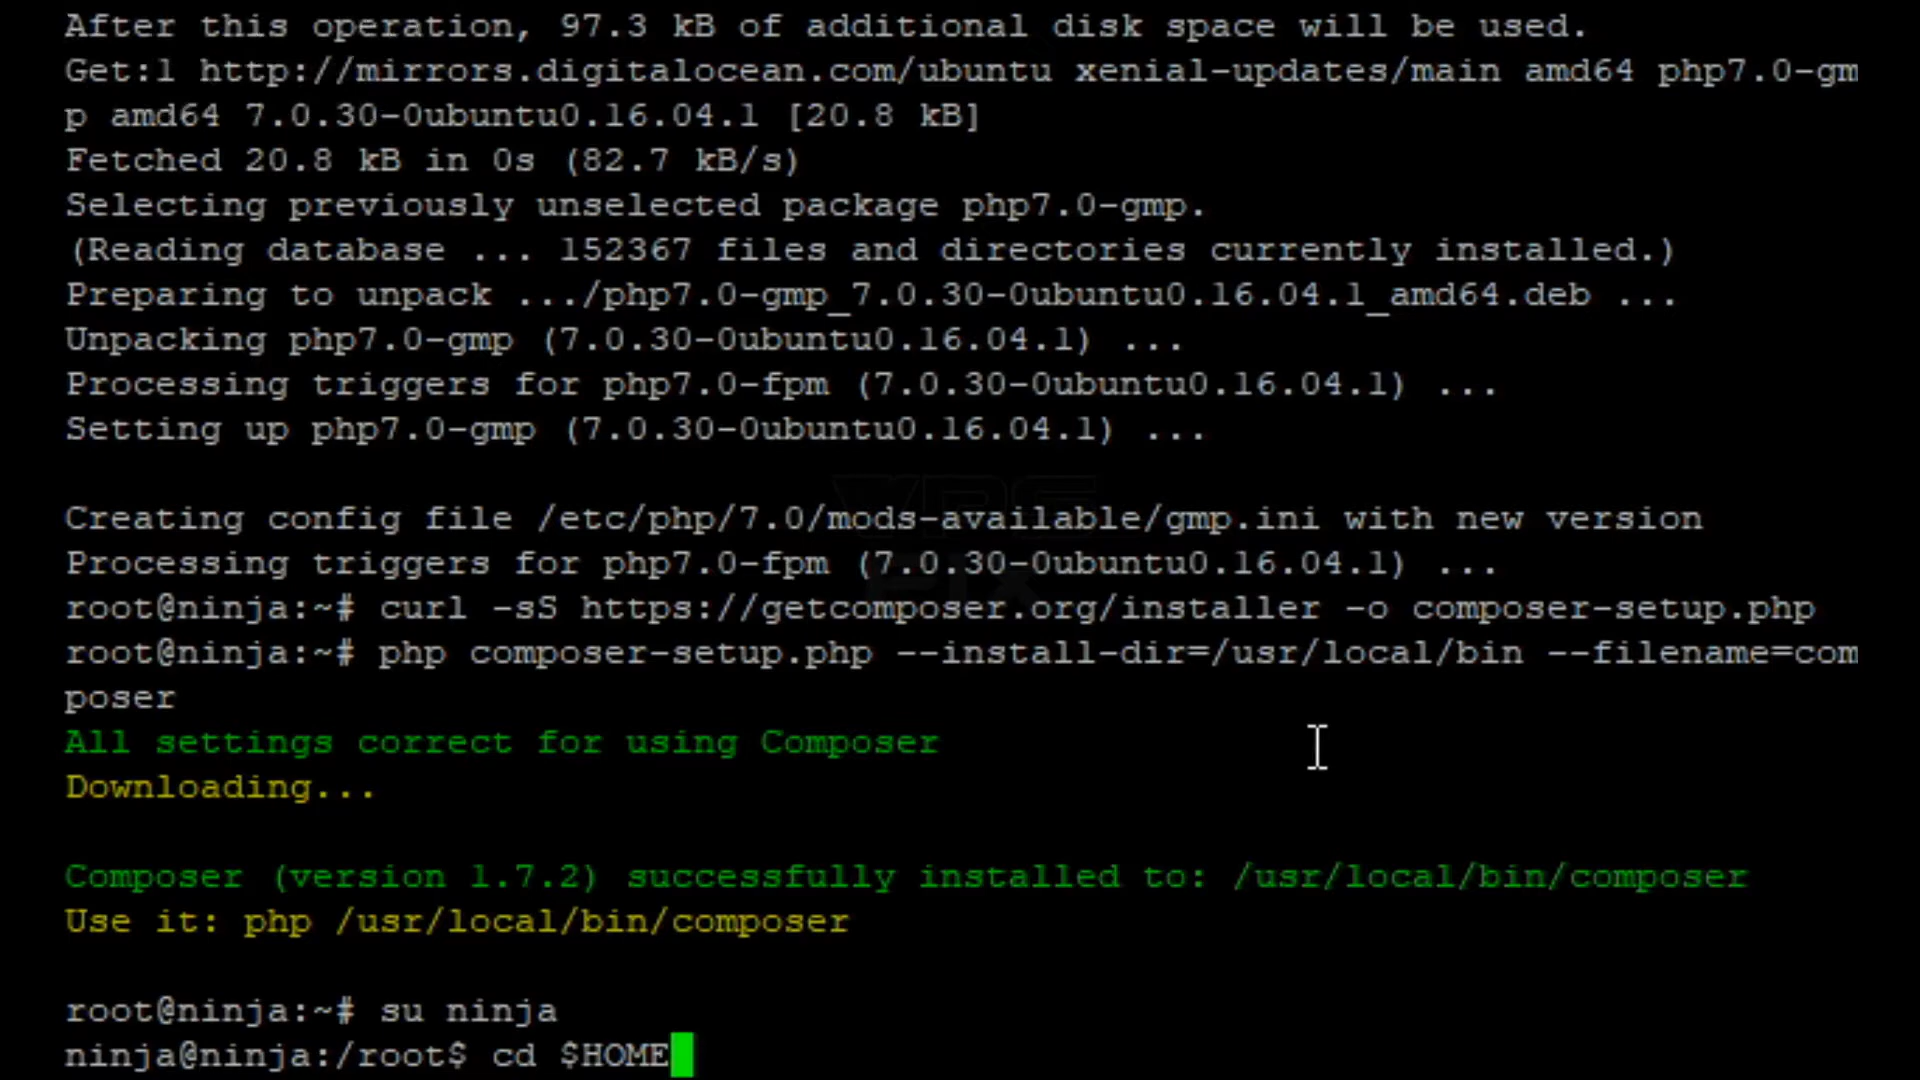 After this operation, 97.3 kB of additional disk space will be used.
Get:1 http://mirrors.digitalocean.com/ubuntu xenial-updates/main amd64 php7.0-gm
p amd64 7.0.30-0ubuntu0.16.04.1 [20.8 kB]
Fetched 20.8 kB in 0s (82.7 kB/s)
Selecting previously unselected package php7.0-gmp.
(Reading database ... 152367 files and directories currently installed.)
Preparing to unpack .../php7.0-gmp_7.0.30-0ubuntu0.16.04.1_amd64.deb ...
Unpacking php7.0-gmp (7.0.30-0ubuntu0.16.04.1) ...
Processing triggers for php7.0-fpm (7.0.30-0ubuntu0.16.04.1) ...
Setting up php7.0-gmp (7.0.30-0ubuntu0.16.04.1) ...
Creating config file /etc/php/7.0/mods-available/gmp.ini with new version
Processing triggers for php7.0-fpm (7.0.30-0ubuntu0.16.04.1) ...
root@ninja:~# curl -sS https://getcomposer.org/installer -o composer-setup.php
root@ninja:~# php composer-setup.php --install-dir=/usr/local/bin --filename=com
poser
All settings correct for using Composer
Downloading...
Composer (version 1.7.2) successfully installed to: /usr/local/bin/composer
Use it: php /usr/local/bin/composer
root@ninja:~# su ninja
ninja@ninja:/root$ cd $HOME